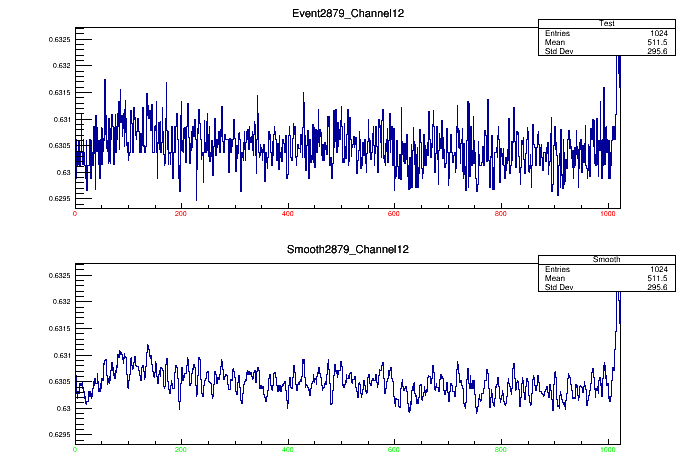 Event2879_Channel12
Test
Entries 1024
Mean 511.5
Std Dev 295.6
0.6325
0.632
0.6315
0.631
0.6305
0.63
0.6295
0 200 400 600 800 1000
Smooth2879_Channel12
Smooth
Entries 1024
Mean 511.5
Std Dev 295.6
0.6325
0.632
0.6315
0.631
0.6305
0.63
0.6295
0 200 400 600 800 1000